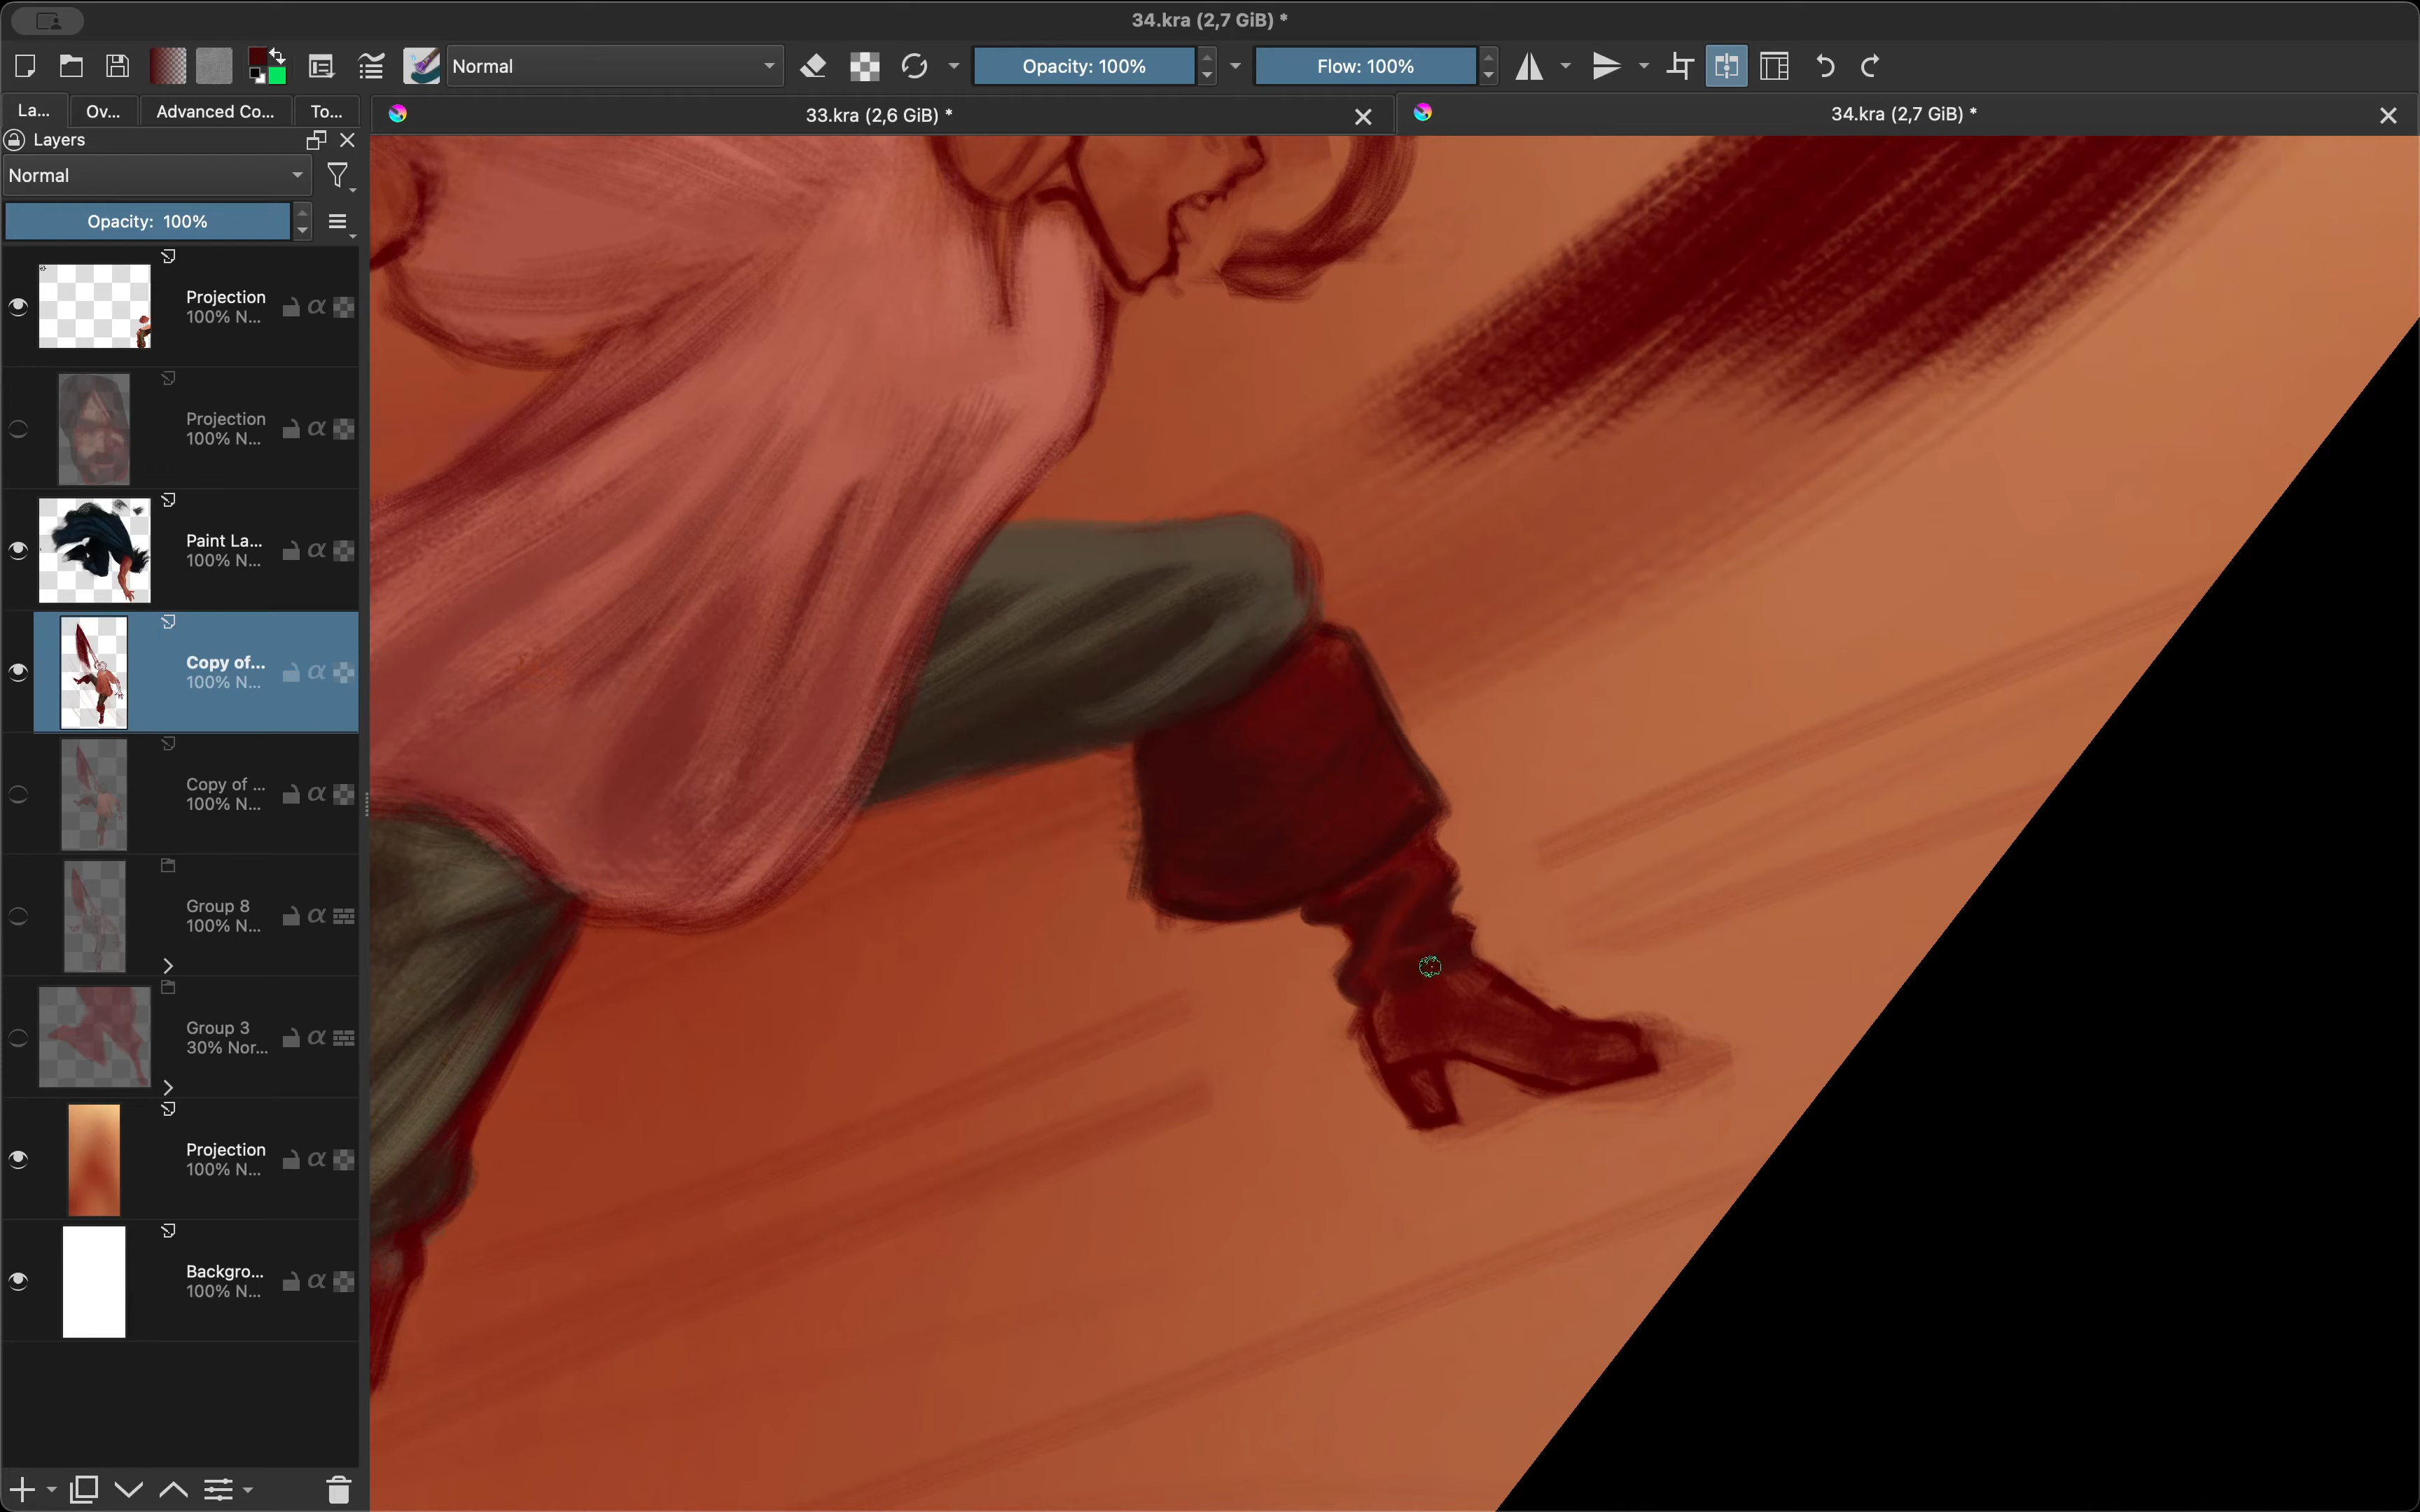 34.kra (2,7 GiB) *
Normal
Opacity: 100%
Flow: 100%
La...
Ov...
Advanced Co...
To...
33.kra (2,6 GiB) *
34.kra (2,7 GiB) *
Layers
Normal
Opacity: 100%
Projection
100% N...
Projection
100% N...
Paint La...
100% N...
Copy of...
100% N...
Copy of ...
100% N...
Group 8
100% N...
Group 3
30% Nor...
Projection
100% N...
Backgro...
100% N...